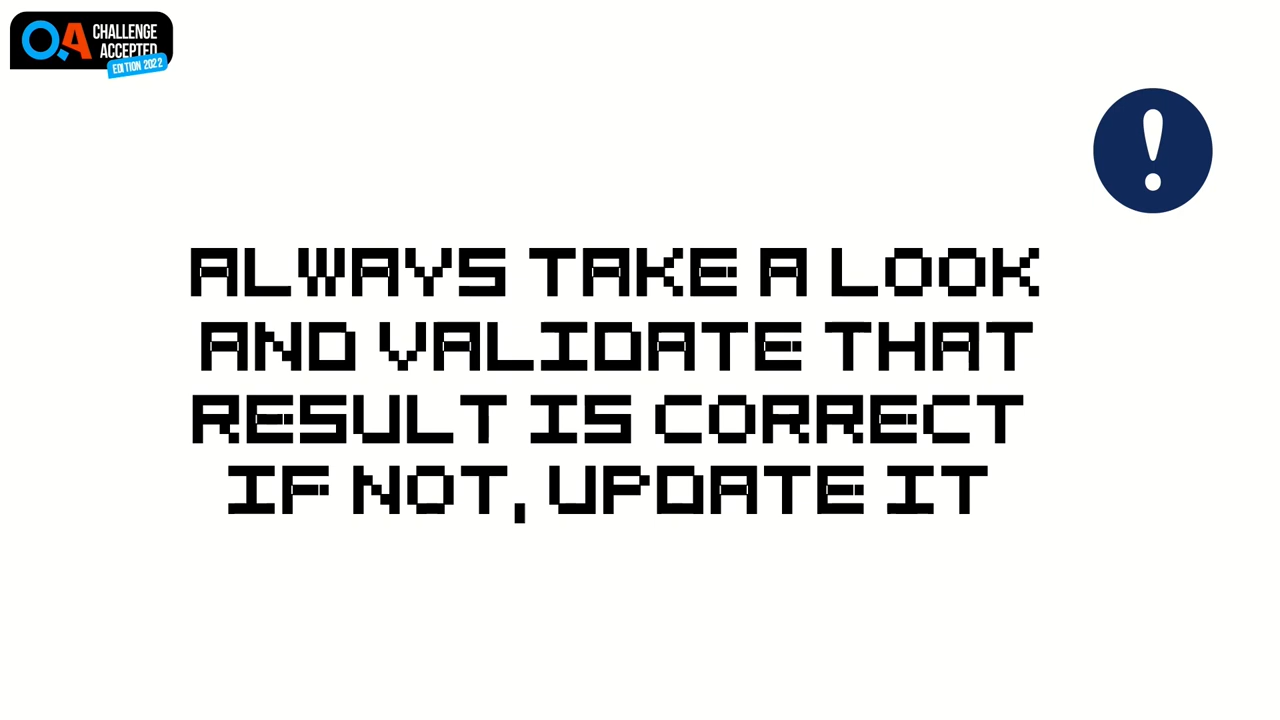 QA CHALLENGE
ACCEPTED
EDITION 2022
!
ALWAYS TAKE A LOOK
AND VALIDATE THAT
RESULT IS CORRECT
IF NOT, UPDATE IT